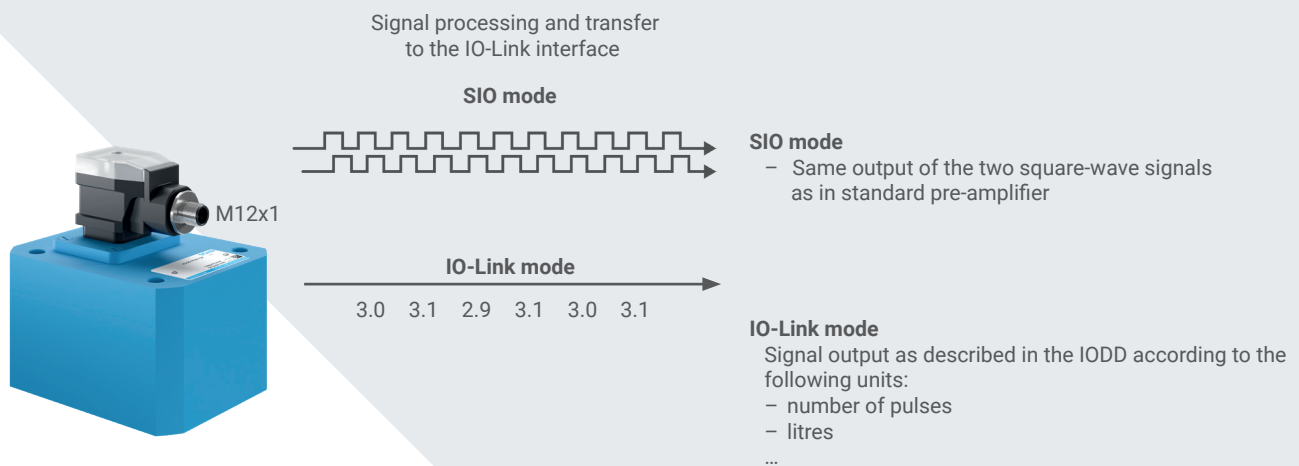 Signal processing and transfer
to the IO-Link interface
SIO mode
SIO mode
– Same output of the two square-wave signals
as in standard pre-amplifier
M12x1
IO-Link mode
3.0 3.1 2.9 3.1 3.0 3.1
IO-Link mode
Signal output as described in the IODD according to the
following units:
– number of pulses
– litres
...